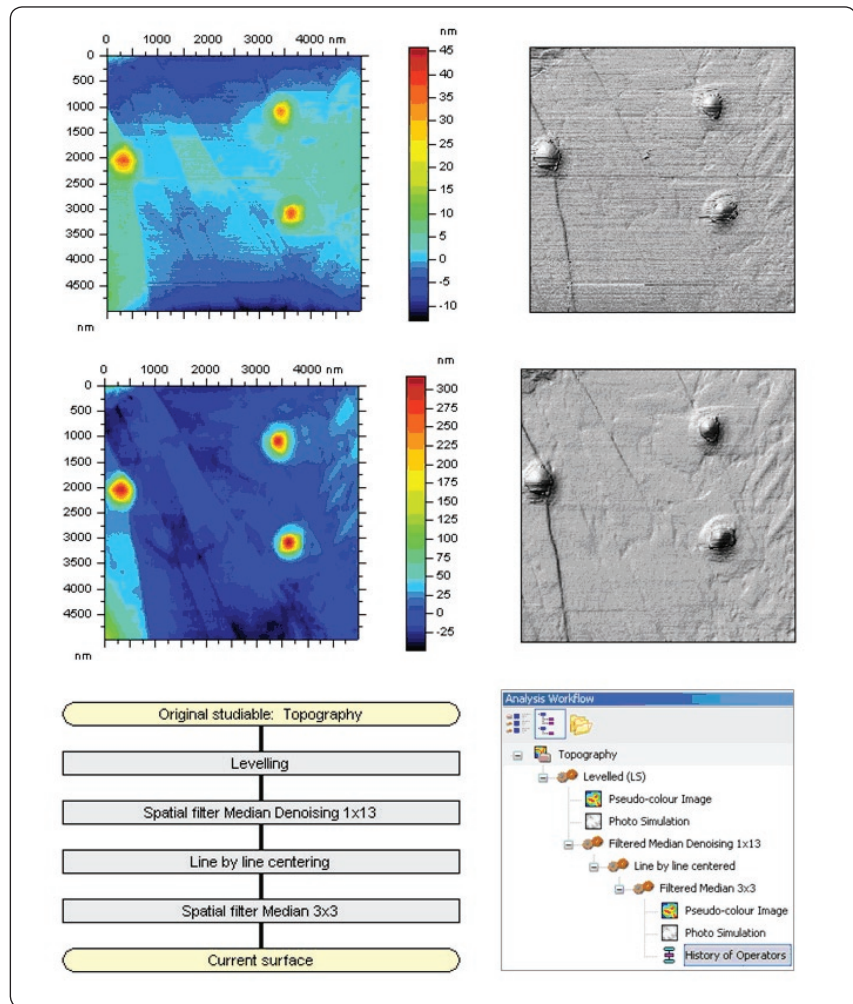 0 1000 2000 3000 4000 nm
nm
0
500
1000
1500
2000
2500
3000
3500
4000
4500
nm
45
40
35
30
25
20
15
10
5
0
-5
-10
0 1000 2000 3000 4000 nm
nm
0
500
1000
1500
2000
2500
3000
3500
4000
4500
nm
300
275
250
225
200
175
150
125
100
75
50
25
0
-25
Original studiable: Topography
Levelling
Spatial filter Median Denoising 1x13
Line by line centering
Spatial filter Median 3x3
Current surface
Analysis Workflow
Topography
Levelled (LS)
Pseudo-colour Image
Photo Simulation
Filtered Median Denoising 1x13
Line by line centered
Filtered Median 3x3
Pseudo-colour Image
Photo Simulation
History of Operators